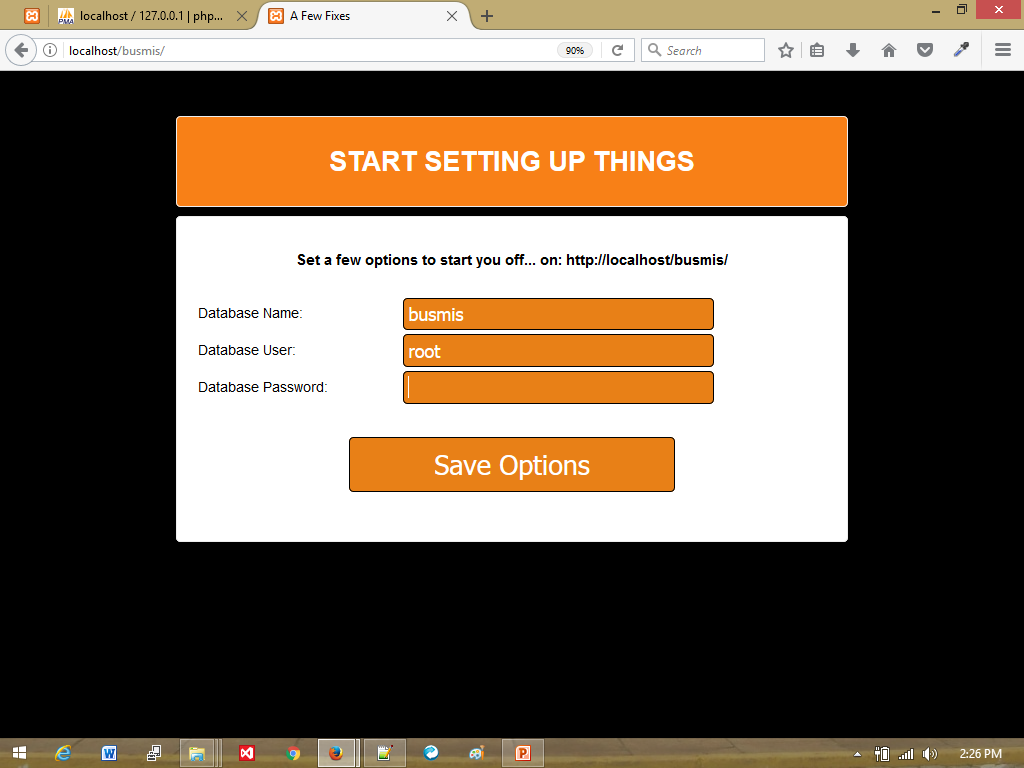 localhost / 127.0.0.1 | php...
A Few Fixes
localhost/busmis/
90%
Search
START SETTING UP THINGS
Set a few options to start you off... on: http://localhost/busmis/
Database Name:
busmis
Database User:
root
Database Password:
Save Options
2:26 PM